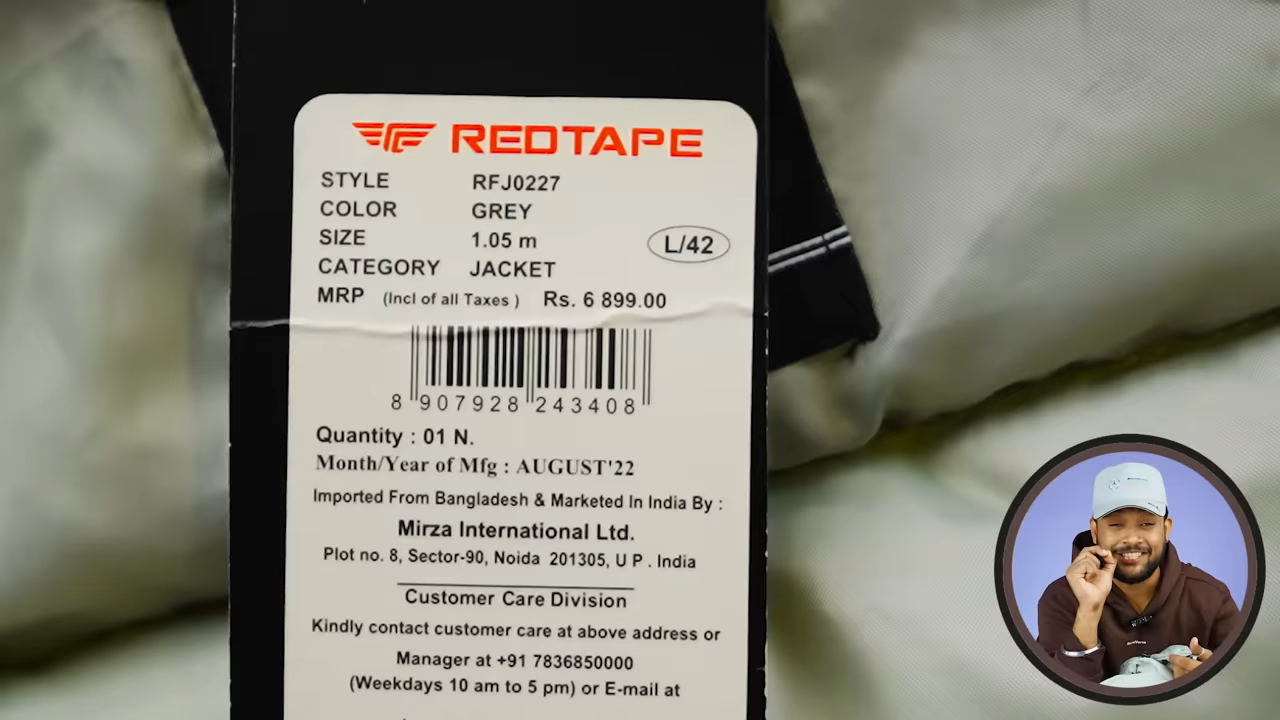 REDTAPE
STYLE RFJ0227
COLOR GREY
SIZE 1.05 m L/42
CATEGORY JACKET
MRP (Incl of all Taxes ) Rs. 6 899.00
8 907928 243408
Quantity : 01 N.
Month/Year of Mfg : AUGUST'22
Imported From Bangladesh & Marketed In India By :
Mirza International Ltd.
Plot no. 8, Sector-90, Noida 201305, U P . India
Customer Care Division
Kindly contact customer care at above address or
Manager at +91 7836850000
(Weekdays 10 am to 5 pm) or E-mail at